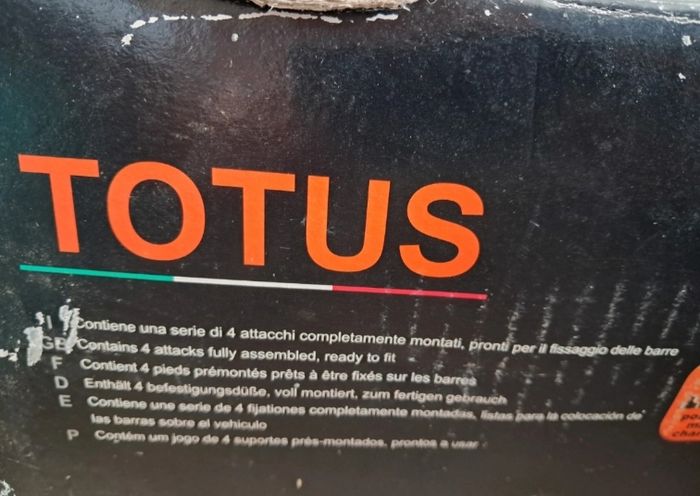 TOTUS
I Contiene una serie di 4 attacchi completamente montati, pronti per il fissaggio delle barre
GB Contains 4 attacks fully assembled, ready to fit
F Contient 4 pieds prémontés prêts à être fixés sur les barres
D Enthält 4 befestigungsdüße, voll montiert, zum fertigen gebrauch
E Contiene une serie de 4 fijationes completamente montadas, listas para la colocación de
las barras sobre el vehiculo
P Contém um jogo de 4 suportes prés-montados, prontos a usar